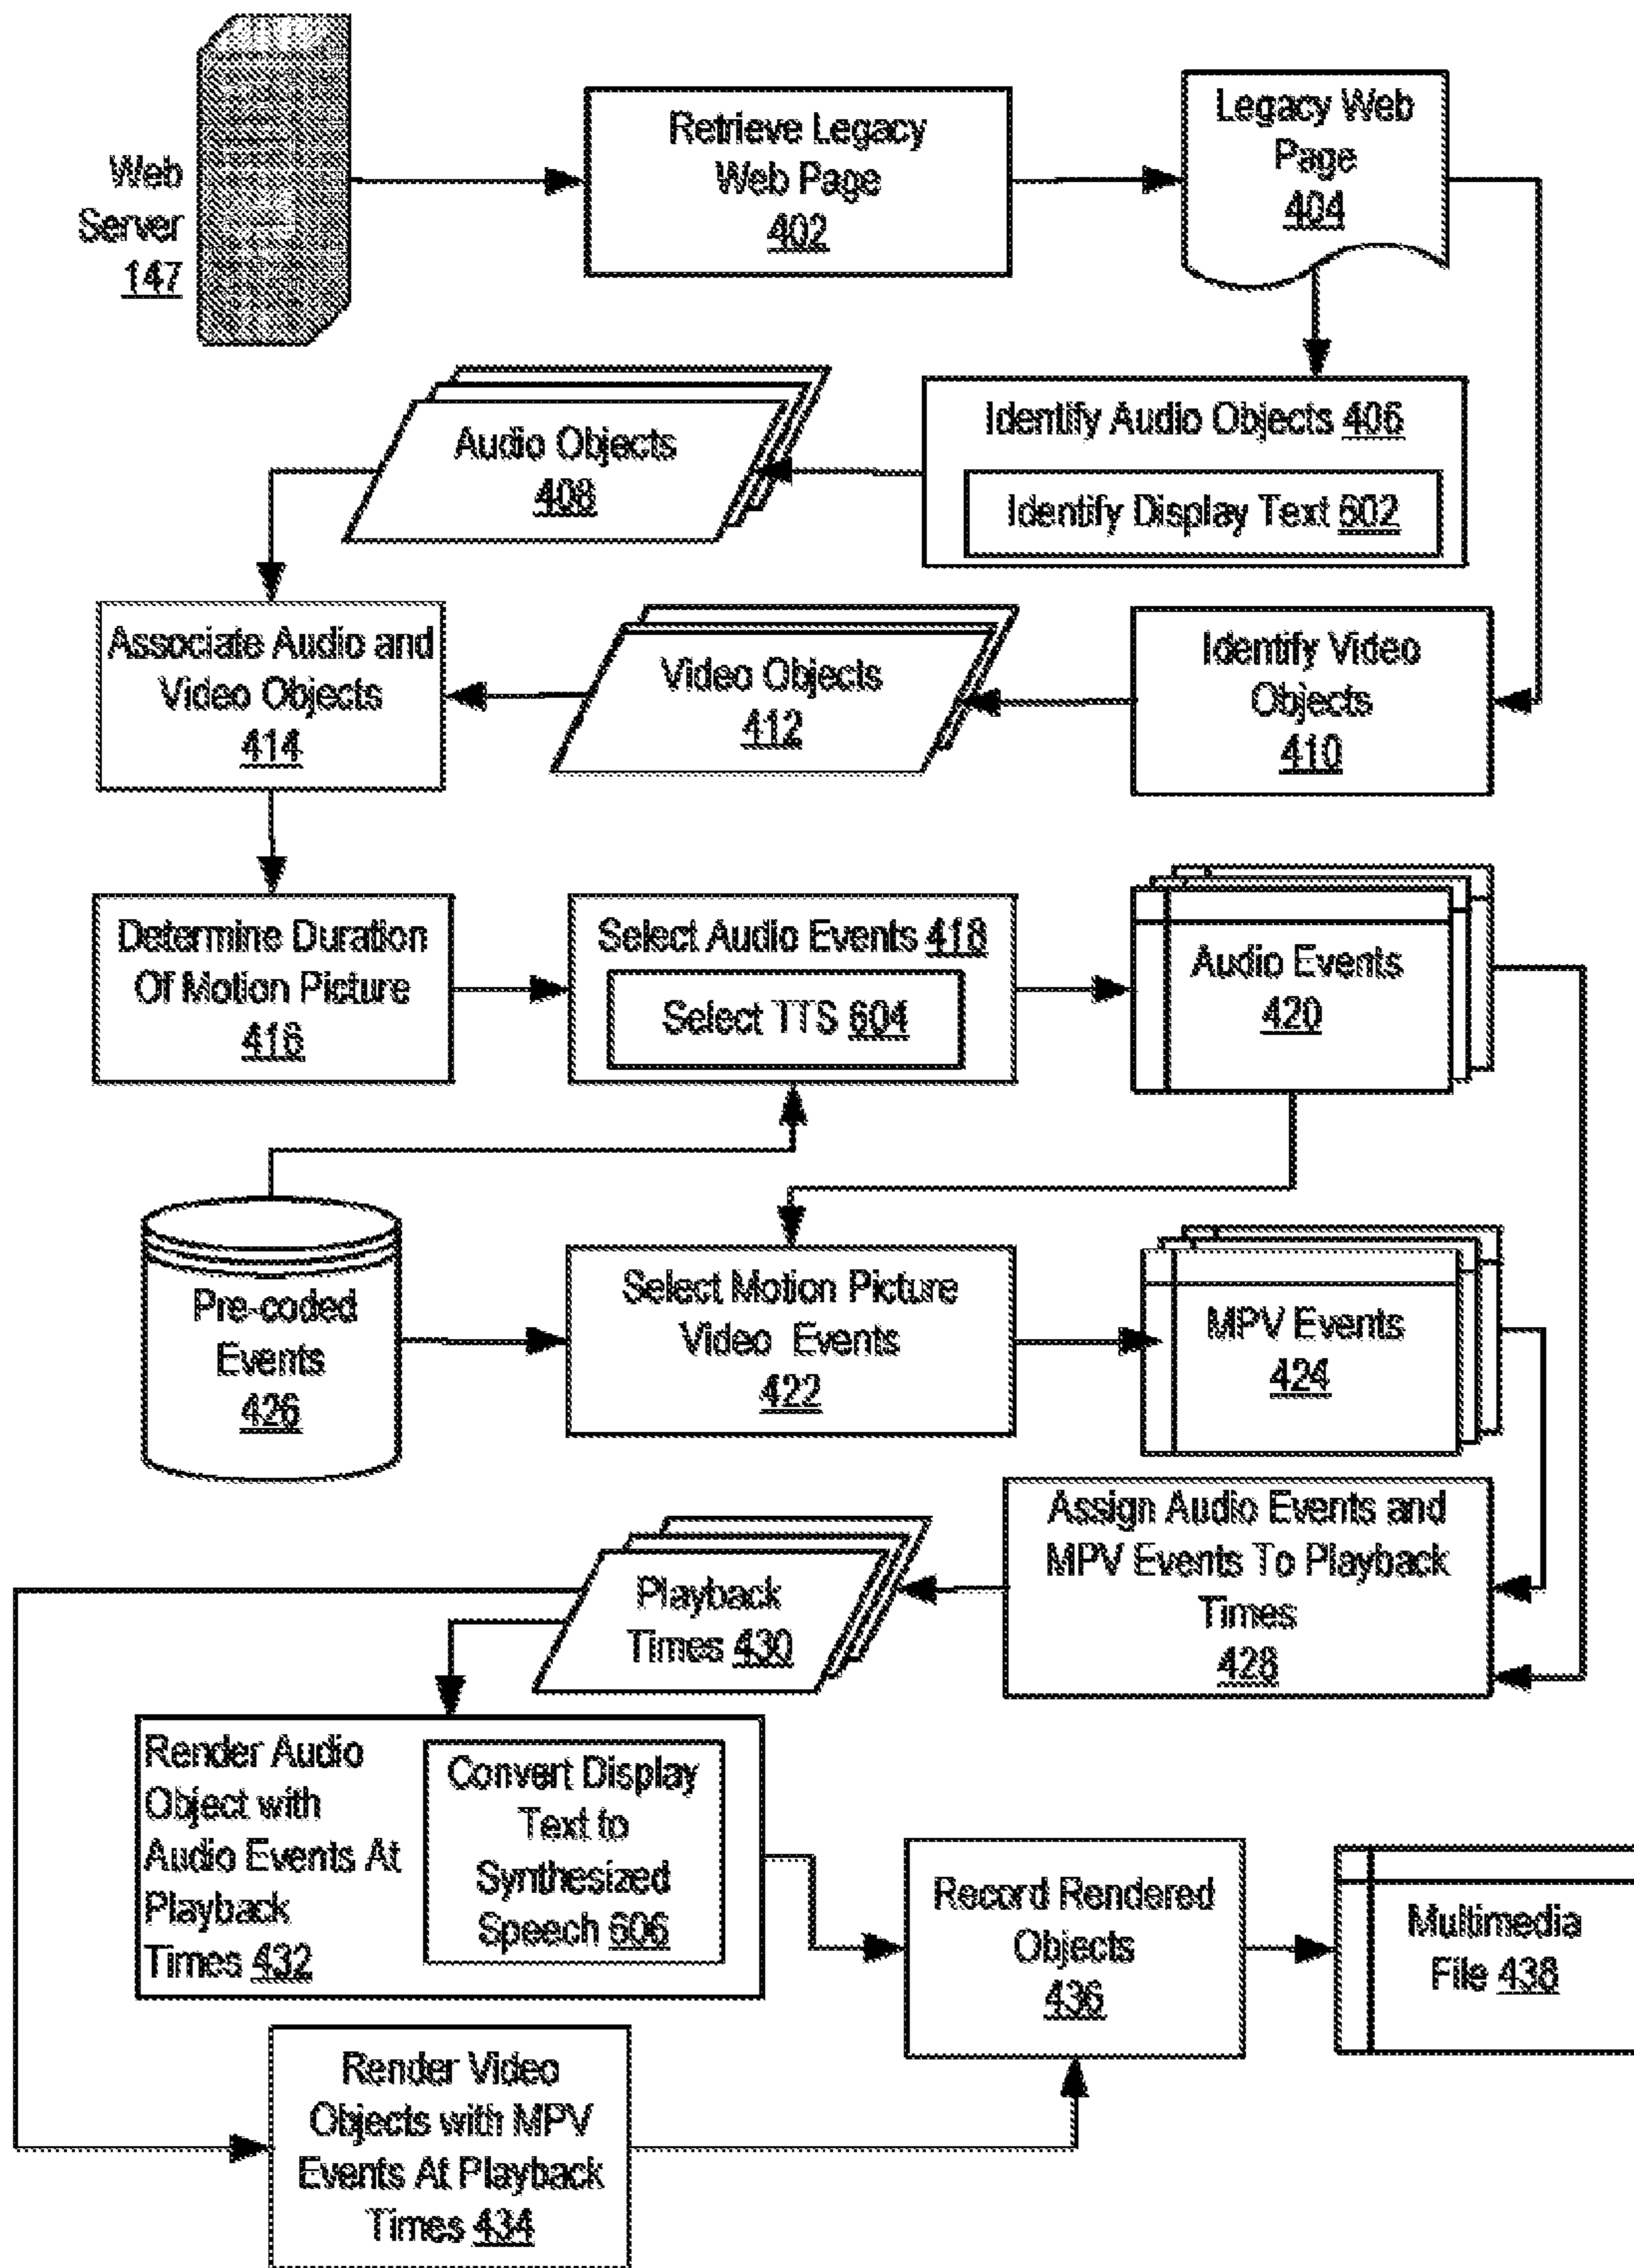 Web
Server
147
Retrieve Legacy
Web Page
402
Legacy Web
Page
404
Identify Audio Objects 406
Identify Display Text 602
Audio Objects
408
Associate Audio and
Video Objects
414
Video Objects
412
Identify Video
Objects
410
Determine Duration
Of Motion Picture
416
Select Audio Events 418
Select TTS 604
Audio Events
420
Pre-coded
Events
426
Select Motion Picture
Video Events
422
MPV Events
424
Assign Audio Events and
MPV Events To Playback
Times
428
Playback
Times 430
Render Audio
Object with
Audio Events At
Playback
Times 432
Convert Display
Text to
Synthesized
Speech 606
Record Rendered
Objects
436
Multimedia
File 438
Render Video
Objects with MPV
Events At Playback
Times 434